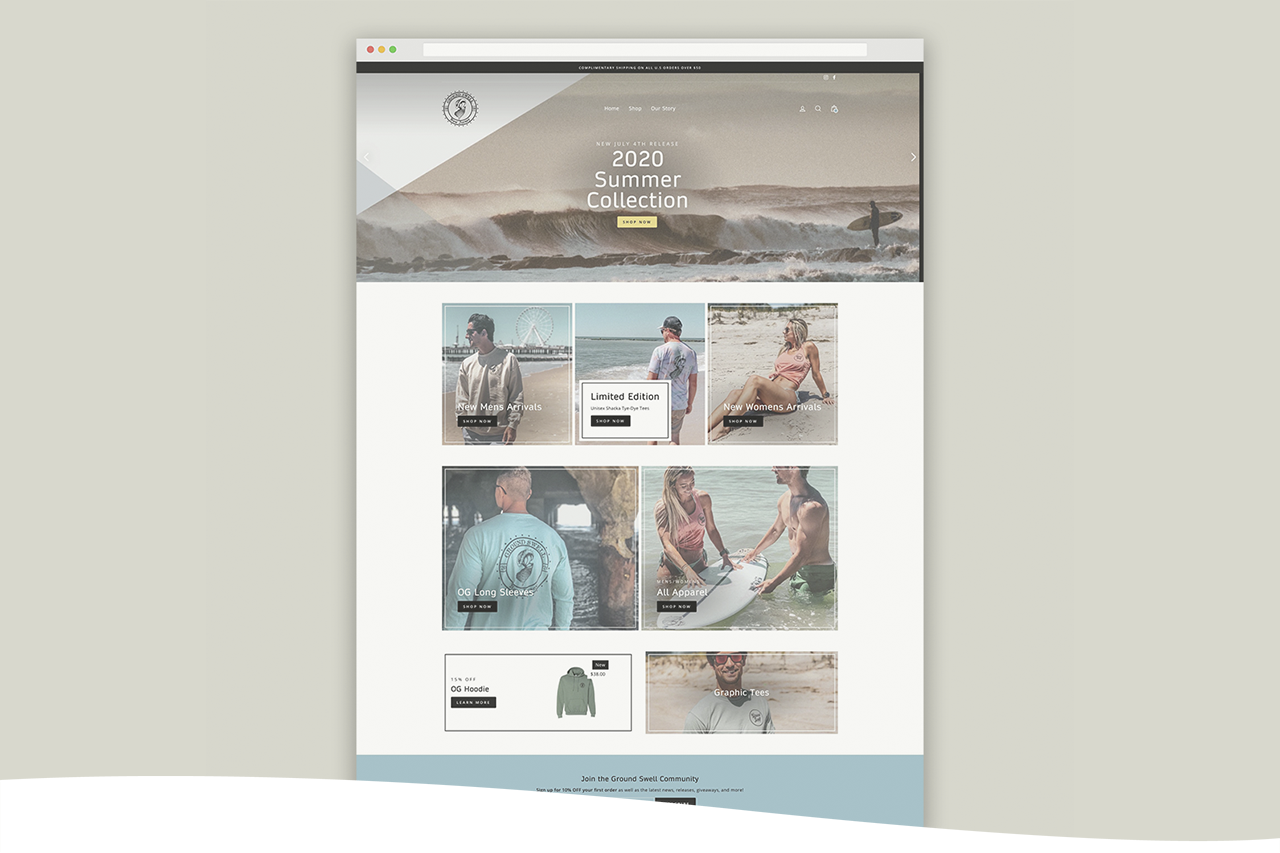 COMPLIMENTARY SHIPPING ON ALL U.S ORDERS OVER $50
GROUND SWELL
Home Shop Our Story
NEW JULY 4TH RELEASE
2020
Summer
Collection
SHOP NOW
New Mens Arrivals
SHOP NOW
Limited Edition
Unisex Shacka Tye-Dye Tees
SHOP NOW
New Womens Arrivals
SHOP NOW
GROUND SWELL
OG Long Sleeves
SHOP NOW
MENS/WOMENS
All Apparel
SHOP NOW
15% OFF
OG Hoodie
LEARN MORE
New
$38.00
Graphic Tees
Join the Ground Swell Community
Sign up for 10% OFF your first order as well as the latest news, releases, giveaways, and more!